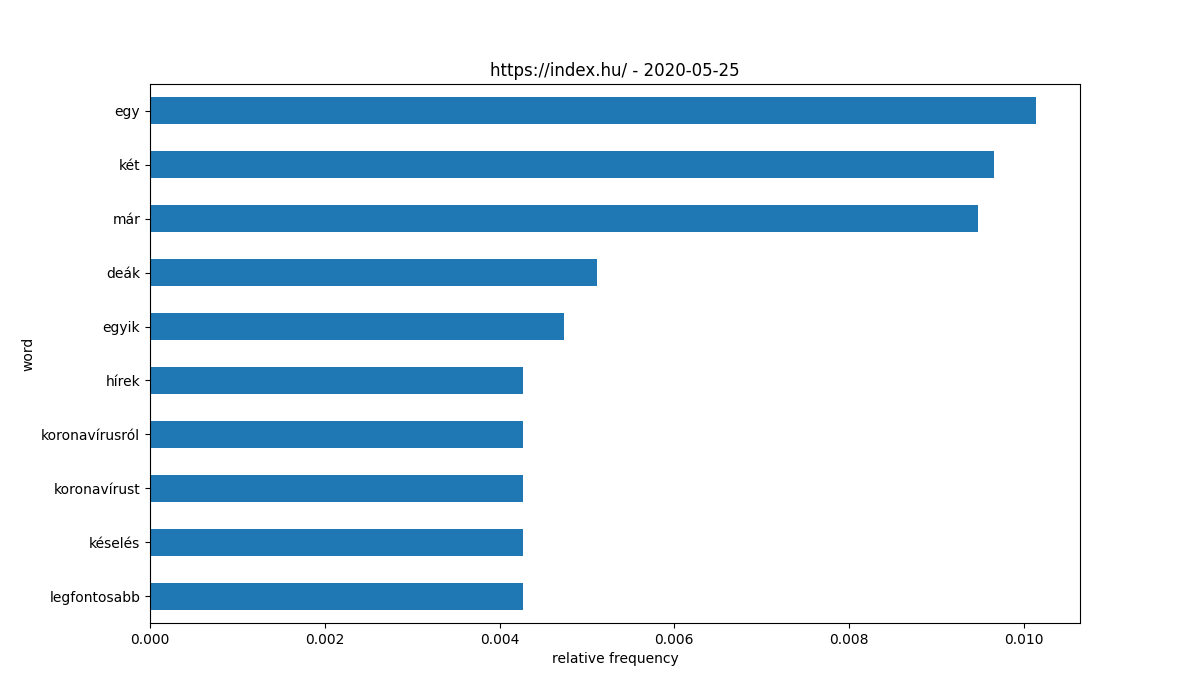 https://index.hu/ - 2020-05-25
egy
két
már
deák
egyik
hírek
koronavírusról
koronavírust
késelés
legfontosabb
word
0.000 0.002 0.004 0.006 0.008 0.010
relative frequency